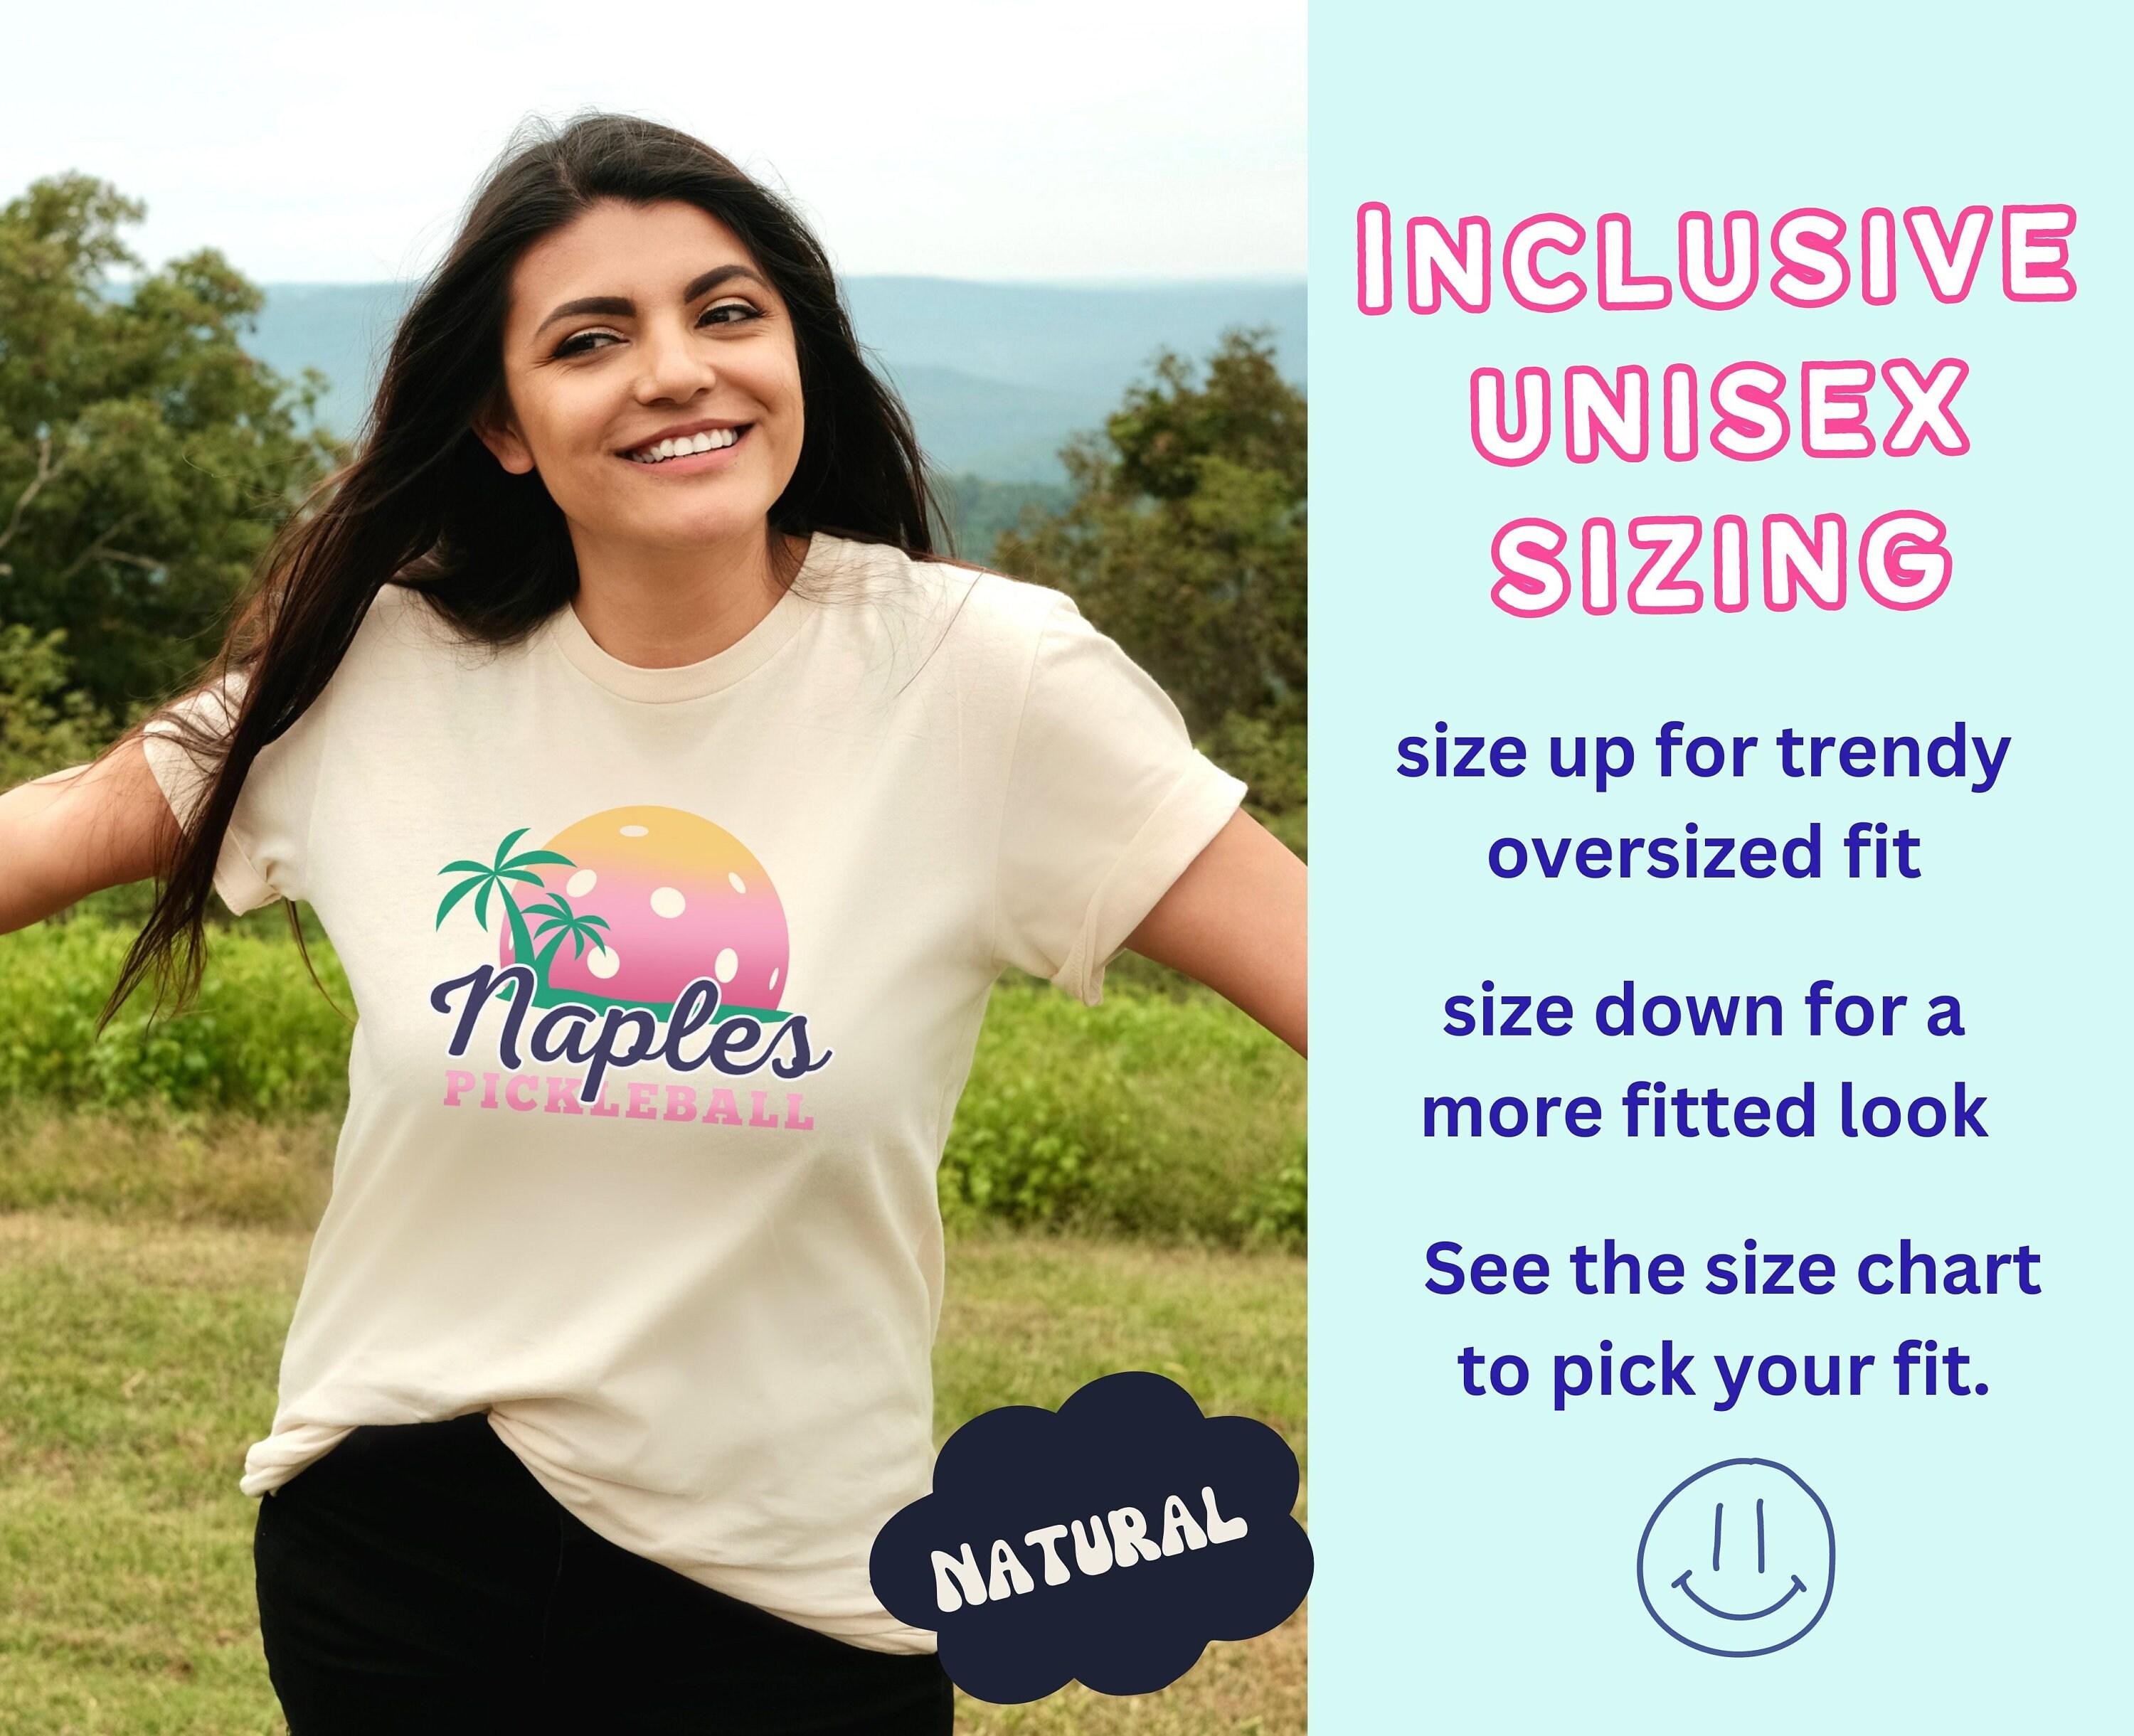 Naples
PICKLEBALL
NATURAL
INCLUSIVE
UNISEX
SIZING
size up for trendy
oversized fit
size down for a
more fitted look
See the size chart
to pick your fit.